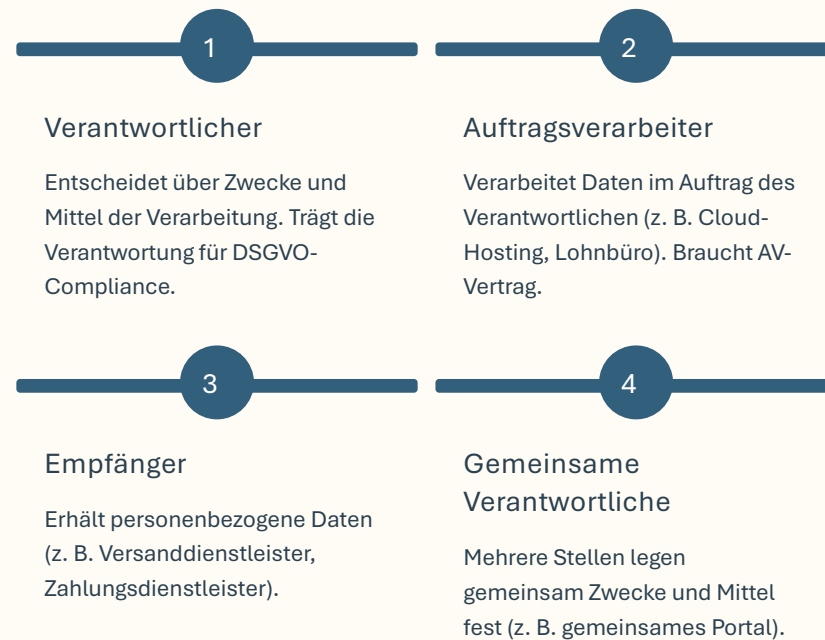 1
Verantwortlicher
Entscheidet über Zwecke und
Mittel der Verarbeitung. Trägt die
Verantwortung für DSGVO-
Compliance.
2
Auftragsverarbeiter
Verarbeitet Daten im Auftrag des
Verantwortlichen (z. B. Cloud-
Hosting, Lohnbüro). Braucht AV-
Vertrag.
3
Empfänger
Erhält personenbezogene Daten
(z. B. Versanddienstleister,
Zahlungsdienstleister).
4
Gemeinsame
Verantwortliche
Mehrere Stellen legen
gemeinsam Zwecke und Mittel
fest (z. B. gemeinsames Portal).